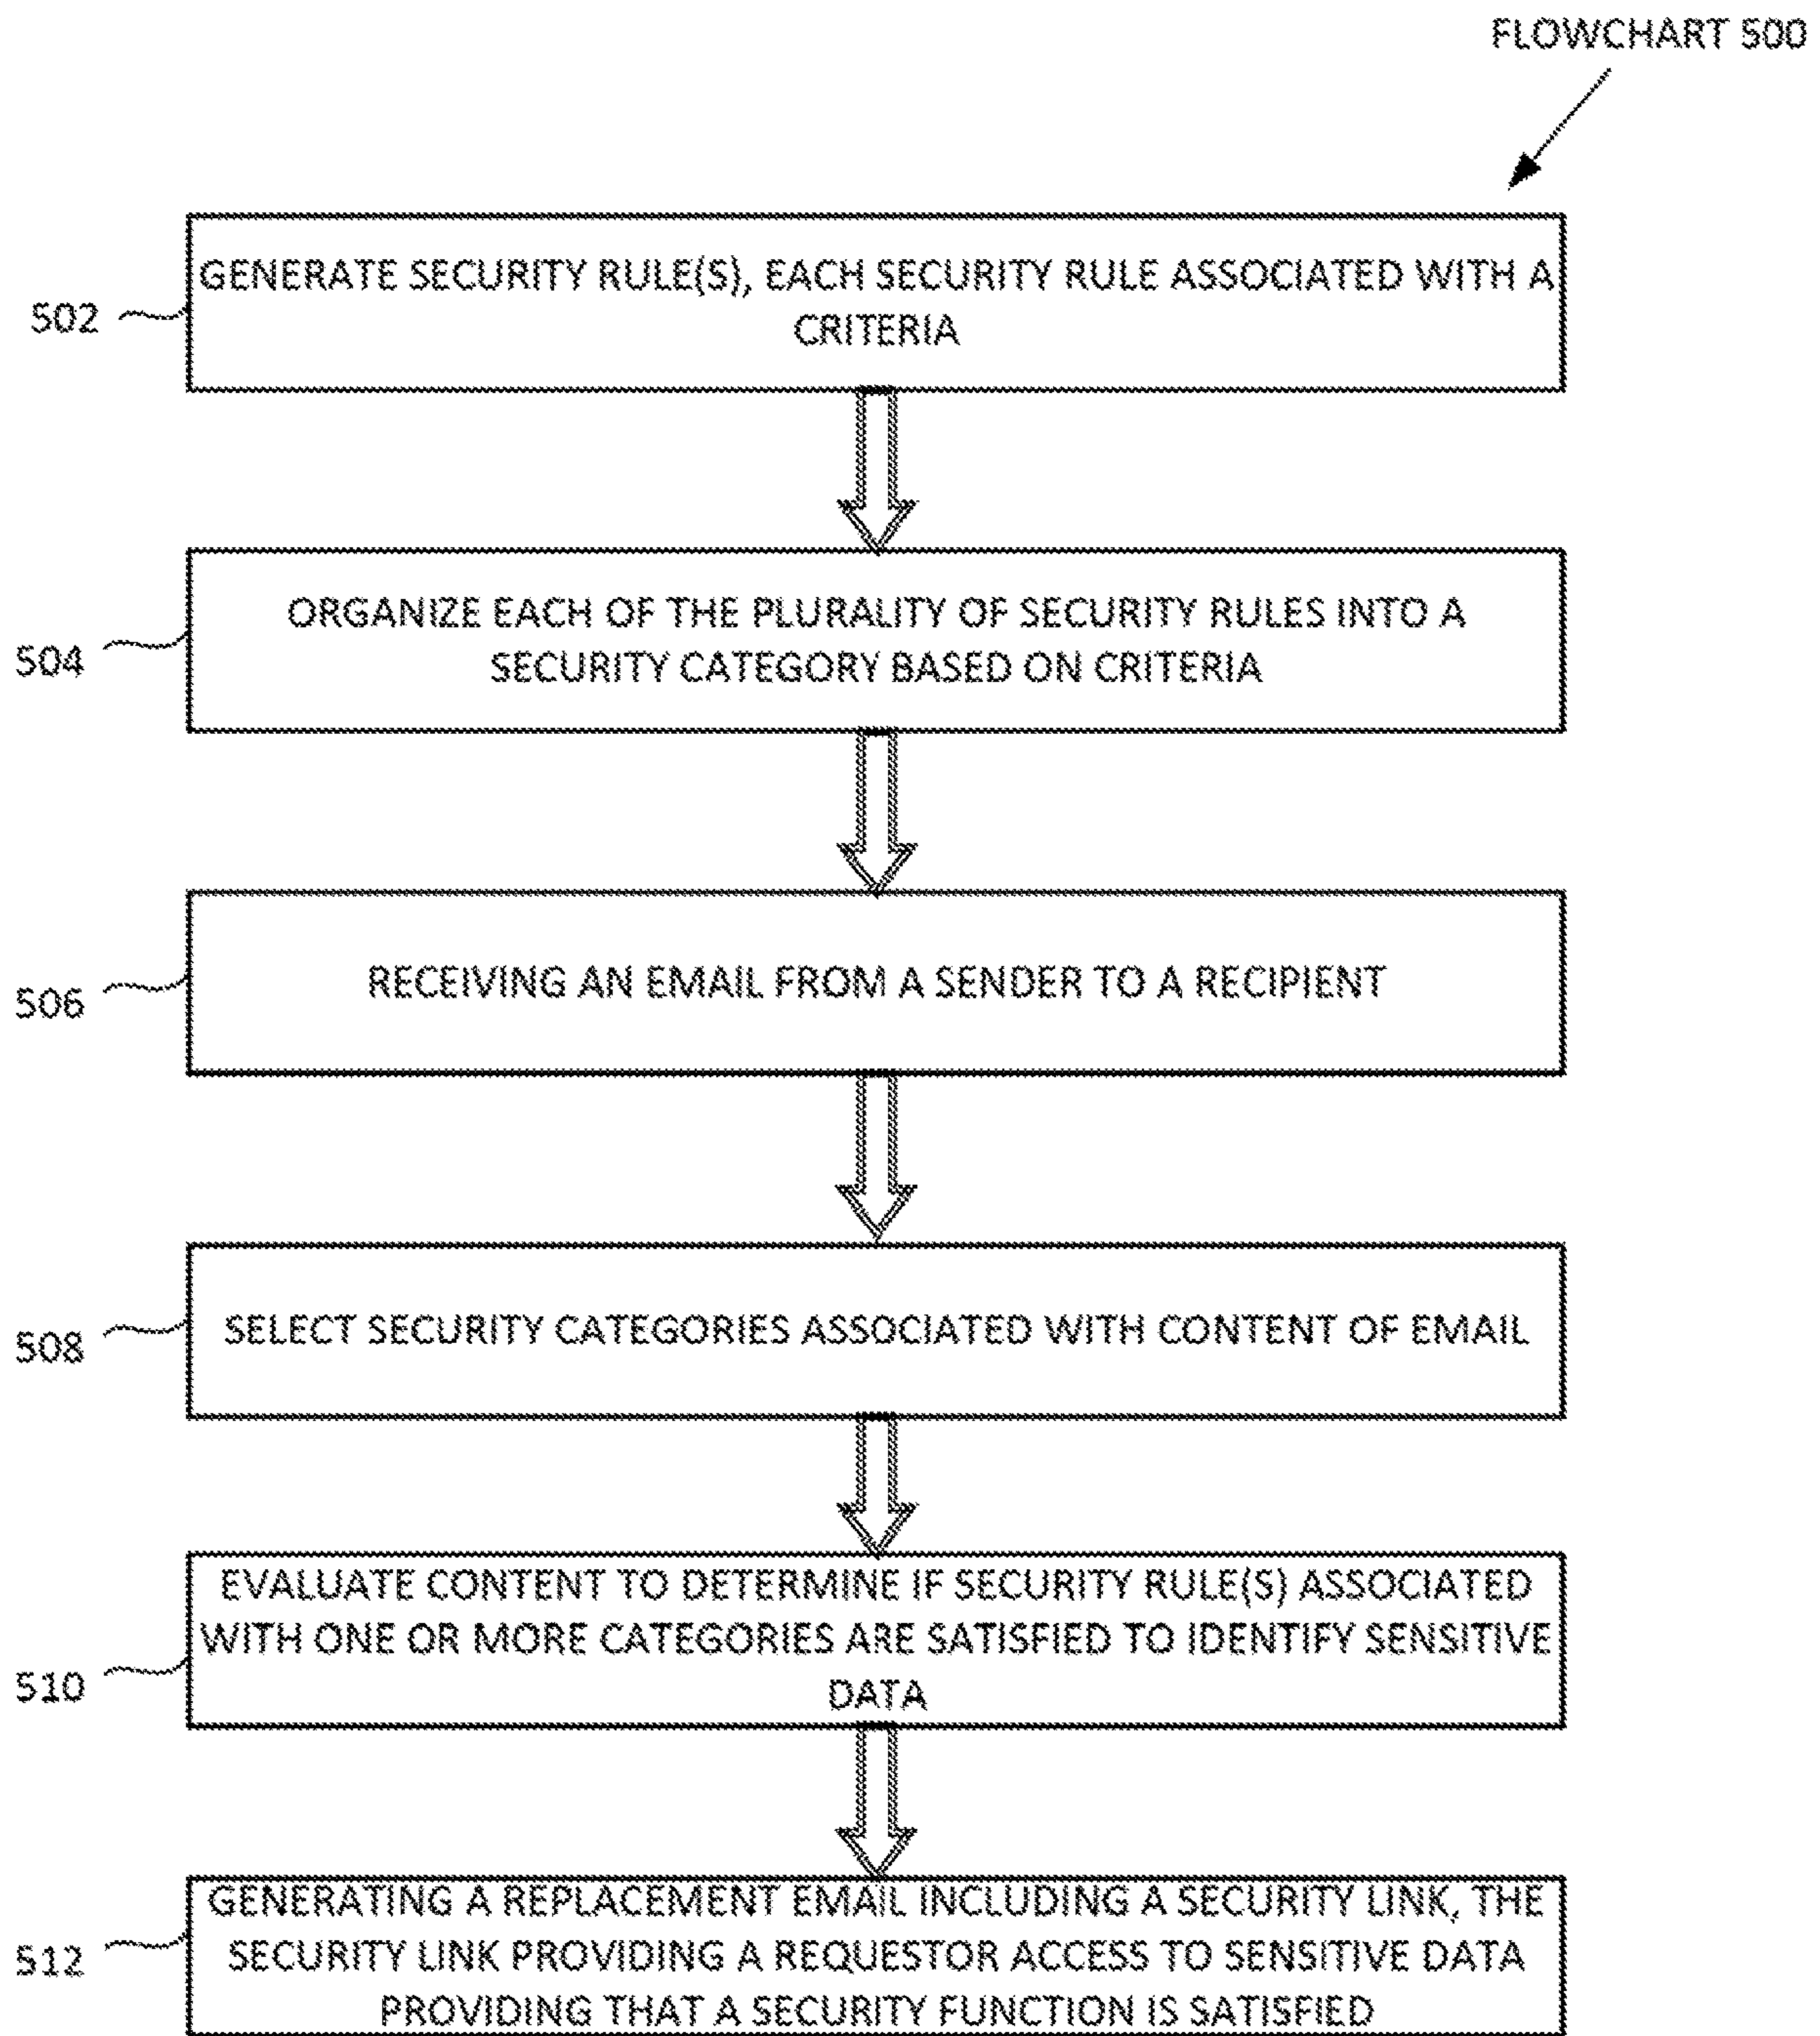 FLOWCHART 500
GENERATE SECURITY RULE(S), EACH SECURITY RULE ASSOCIATED WITH A
CRITERIA
502
ORGANIZE EACH OF THE PLURALITY OF SECURITY RULES INTO A
SECURITY CATEGORY BASED ON CRITERIA
504
RECEIVING AN EMAIL FROM A SENDER TO A RECIPIENT
506
SELECT SECURITY CATEGORIES ASSOCIATED WITH CONTENT OF EMAIL
508
EVALUATE CONTENT TO DETERMINE IF SECURITY RULE(S) ASSOCIATED
WITH ONE OR MORE CATEGORIES ARE SATISFIED TO IDENTIFY SENSITIVE
DATA
510
GENERATING A REPLACEMENT EMAIL INCLUDING A SECURITY LINK, THE
SECURITY LINK PROVIDING A REQUESTOR ACCESS TO SENSITIVE DATA
PROVIDING THAT A SECURITY FUNCTION IS SATISFIED
512